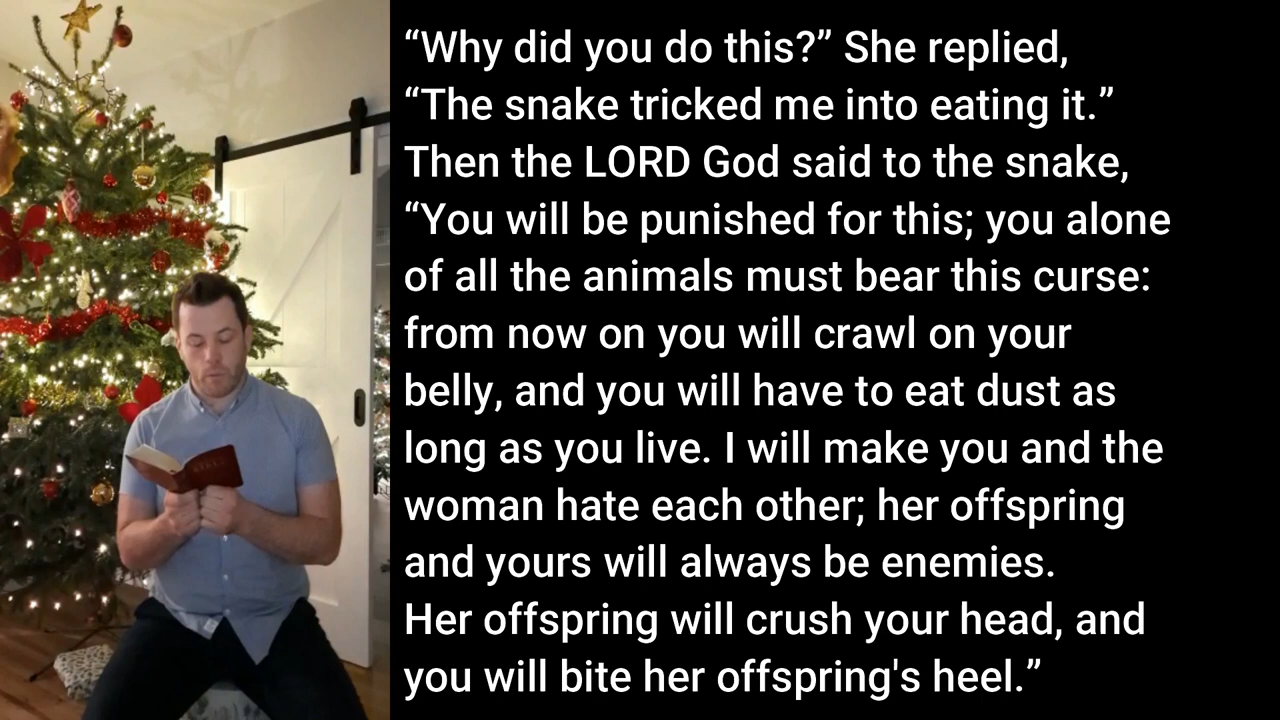 “Why did you do this?” She replied,
“The snake tricked me into eating it.”
Then the LORD God said to the snake,
“You will be punished for this; you alone
of all the animals must bear this curse:
from now on you will crawl on your
belly, and you will have to eat dust as
long as you live. I will make you and the
woman hate each other; her offspring
and yours will always be enemies.
Her offspring will crush your head, and
you will bite her offspring's heel.”